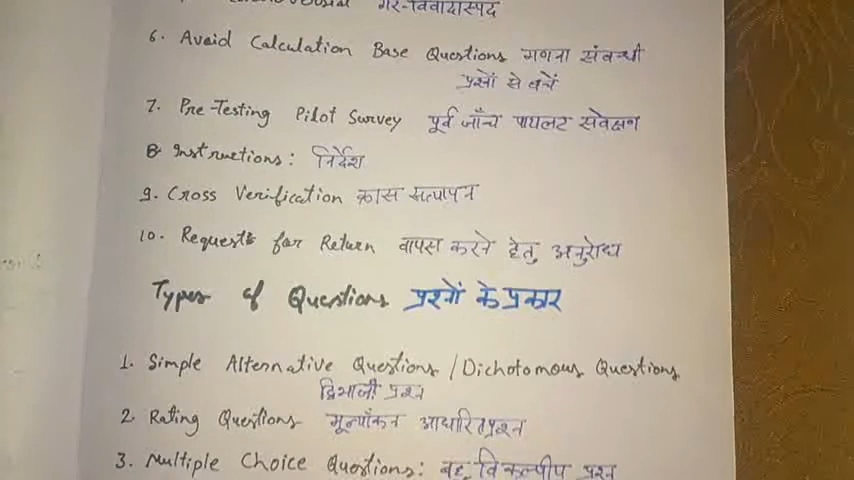 गैर-विवादास्पद
6. Avoid Calculation Base Questions गणना संबन्धी
प्रश्नों से बचें
7. Pre-Testing Pilot Survey पूर्व जाँच पायलट सर्वेक्षण
8 Instructions: निर्देश
9. Cross Verification क्रास सत्यापन
10. Request for Return वापस करने हेतु अनुरोध
Types of Questions प्रश्नों के प्रकार
1. Simple Alternative Questions / Dichotomous Questions
द्विभाजी प्रश्न
2. Rating Questions मूल्याँकन आधारित प्रश्न
3. Multiple Choice Questions: बहु विकल्पीय प्रश्न